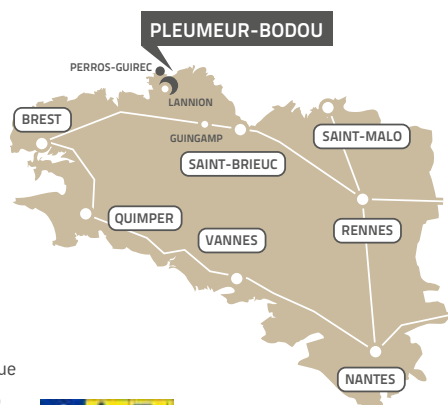 PLEUMEUR-BODOU
PERROS-GUIREC
LANNION
BREST
GUINGAMP
SAINT-MALO
SAINT-BRIEUC
QUIMPER
VANNES
RENNES
ue
NANTES